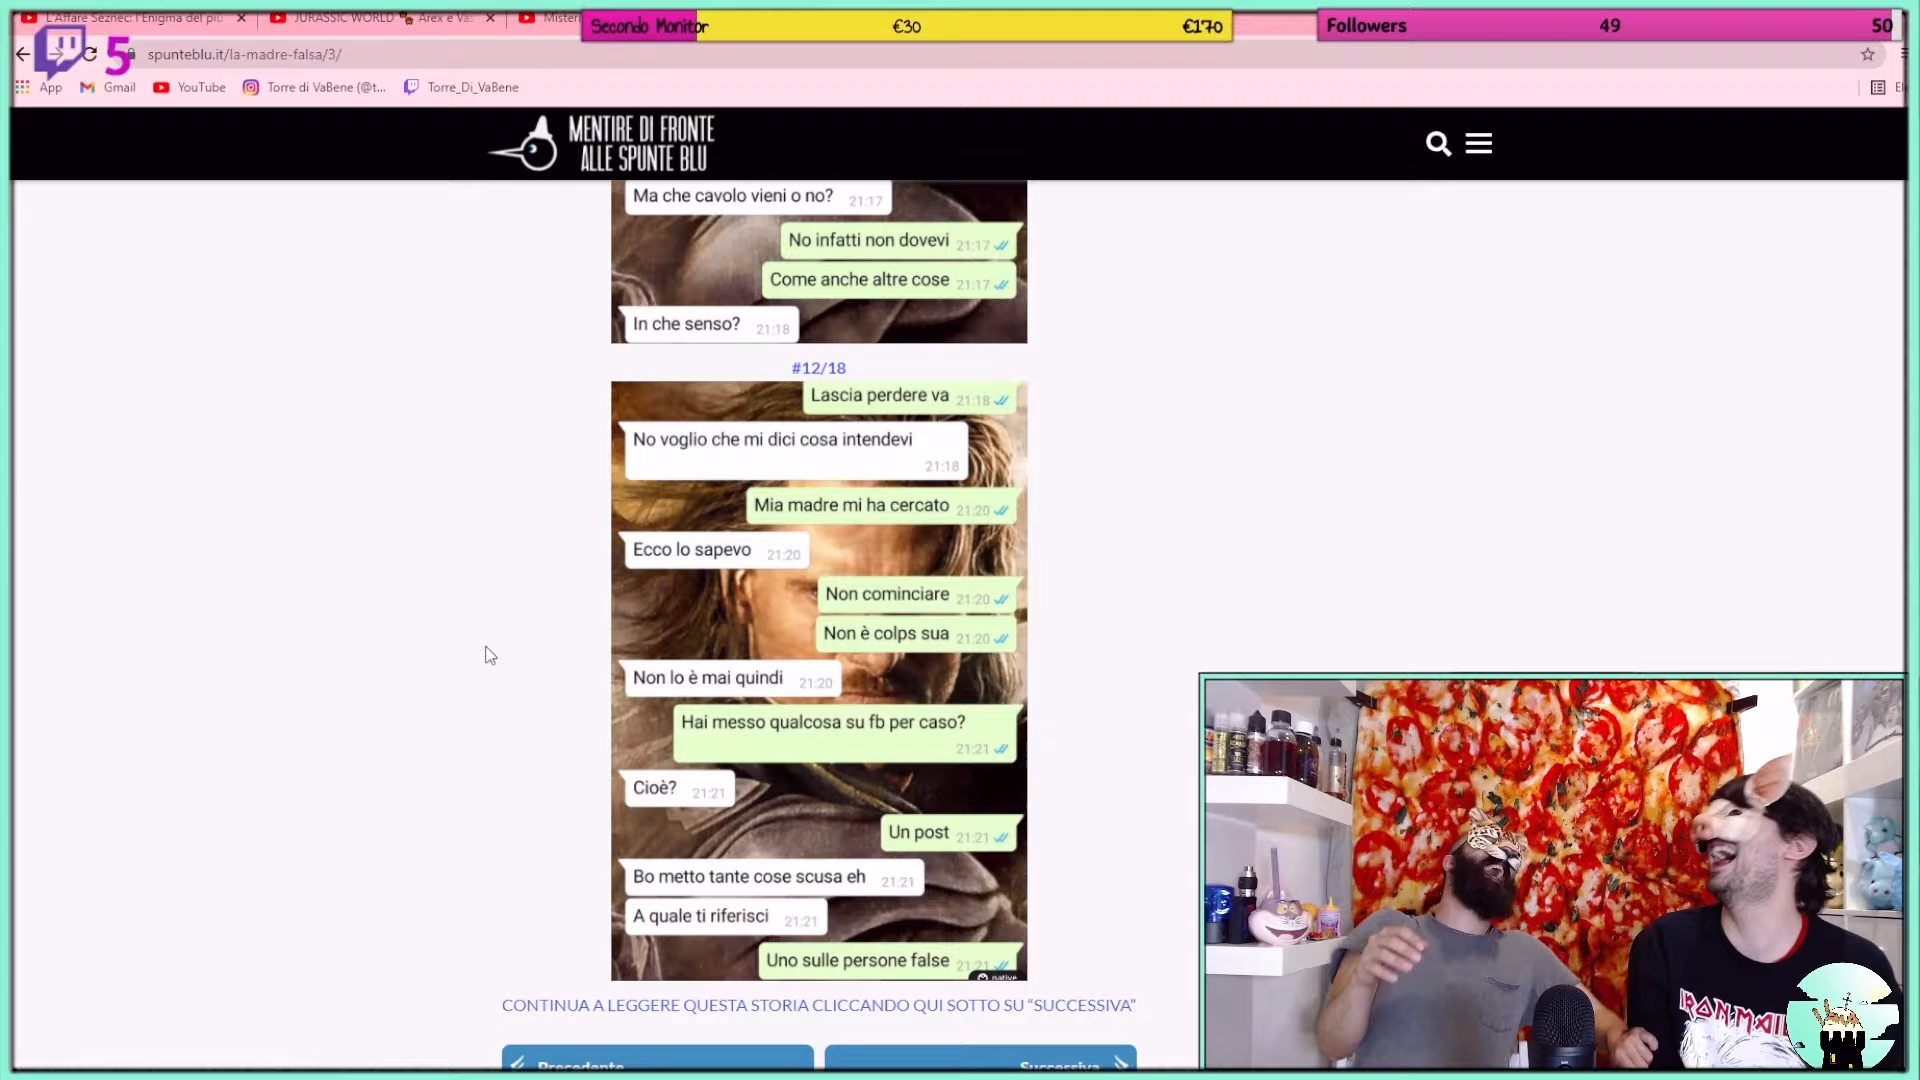 L'Affare Seznec: l'Enigma del più
JURASSIC WORLD
Arex e Vas
Secondo Monitor
€30
€170
Followers
49
50
5
spunteblu.it/la-madre-falsa/3/
App
Gmail
YouTube
Torre di VaBene (@t...
Torre_Di_VaBene
MENTIRE DI FRONTE
ALLE SPUNTE BLU
Ma che cavolo vieni o no? 21:17
No infatti non dovevi 21:17
Come anche altre cose 21:17
In che senso? 21:18
#12/18
Lascia perdere va 21:18
No voglio che mi dici cosa intendevi
21:18
Mia madre mi ha cercato 21:20
Ecco lo sapevo 21:20
Non cominciare 21:20
Non è colps sua 21:20
Non lo è mai quindi 21:20
Hai messo qualcosa su fb per caso?
21:21
Cioè? 21:21
Un post 21:21
Bo metto tante cose scusa eh 21:21
A quale ti riferisci 21:21
Uno sulle persone false 21:21
native
CONTINUA A LEGGERE QUESTA STORIA CLICCANDO QUI SOTTO SU “SUCCESSIVA”
Precedente
Successiva